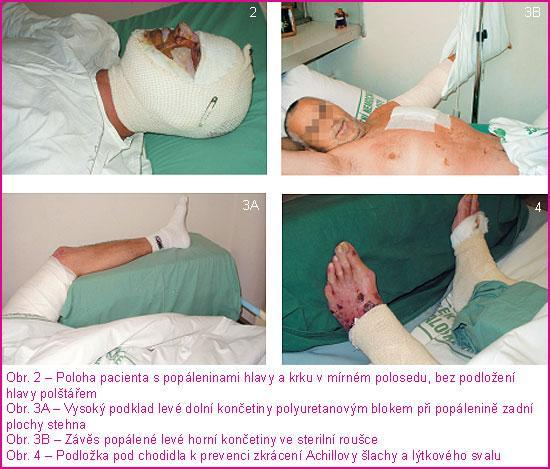 2
3B
3A
4
Obr. 2 – Poloha pacienta s popáleninami hlavy a krku v mírném polosedu, bez podložení
hlavy polštářem
Obr. 3A – Vysoký podklad levé dolní končetiny polyuretanovým blokem při popálenině zadní
plochy stehna
Obr. 3B – Závěs popálené levé horní končetiny ve sterilní roušce
Obr. 4 – Podložka pod chodidla k prevenci zkrácení Achillovy šlachy a lýtkového svalu